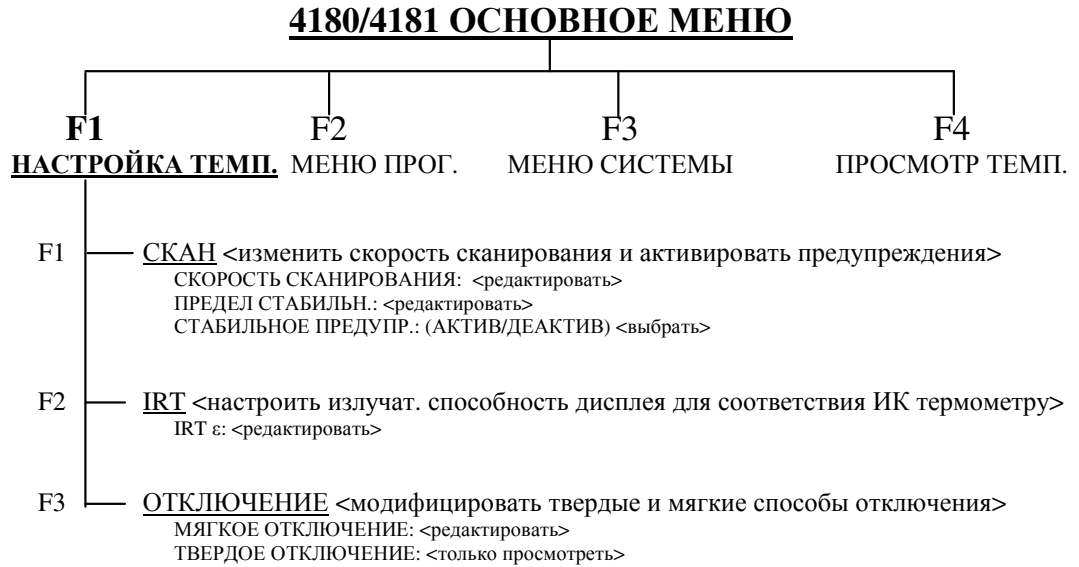 4180/4181 ОСНОВНОЕ МЕНЮ
F1 F2 F3 F4
НАСТРОЙКА ТЕМП. МЕНЮ ПРОГ. МЕНЮ СИСТЕМЫ ПРОСМОТР ТЕМП.
F1 СКАН <изменить скорость сканирования и активировать предупреждения>
СКОРОСТЬ СКАНИРОВАНИЯ: <редактировать>
ПРЕДЕЛ СТАБИЛЬН.: <редактировать>
СТАБИЛЬНОЕ ПРЕДУПР.: (АКТИВ/ДЕАКТИВ) <выбрать>
F2 IRT <настроить излучат. способность дисплея для соответствия ИК термометру>
IRT ε: <редактировать>
F3 ОТКЛЮЧЕНИЕ <модифицировать твердые и мягкие способы отключения>
МЯГКОЕ ОТКЛЮЧЕНИЕ: <редактировать>
ТВЕРДОЕ ОТКЛЮЧЕНИЕ: <только просмотреть>